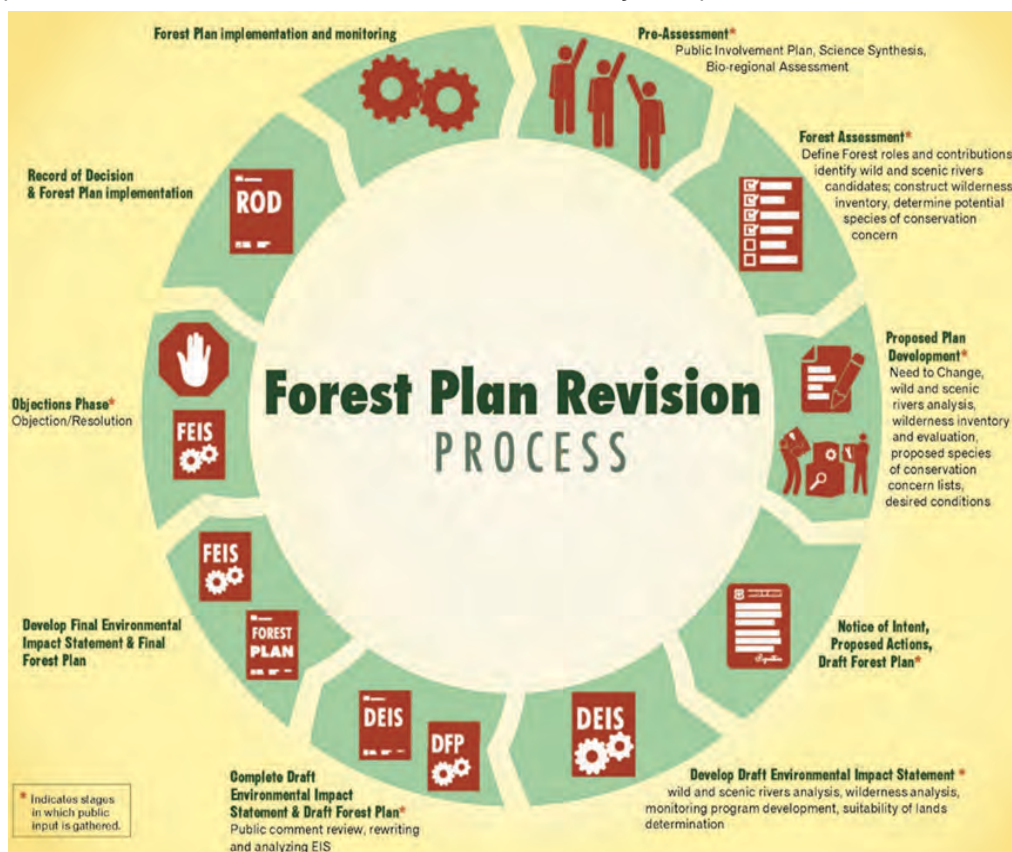 Forest Plan implementation and monitoring
Pre-Assessment*
Public Involvement Plan, Science Synthesis,
Bio-regional Assessment
Forest Assessment*
Define Forest roles and contributions
identify wild and scenic rivers
candidates; construct wilderness
inventory, determine potential
species of conservation
concern
Proposed Plan
Development*
Need to Change,
wild and scenic
rivers analysis,
wilderness inventory
and evaluation,
proposed species
of conservation
concern lists,
desired conditions
Notice of Intent,
Proposed Actions,
Draft Forest Plan*
Develop Draft Environmental Impact Statement *
wild and scenic rivers analysis, wilderness analysis,
monitoring program development, suitability of lands
determination
DEIS
Complete Draft
Environmental Impact
Statement & Draft Forest Plan*
Public comment review, rewriting
and analyzing EIS
DEIS
DFP
Develop Final Environmental
Impact Statement & Final
Forest Plan
FEIS
FOREST
PLAN
Objections Phase*
Objection/Resolution
FEIS
Record of Decision
& Forest Plan implementation
ROD
Forest Plan Revision
PROCESS
* Indicates stages
in which public
input is gathered.